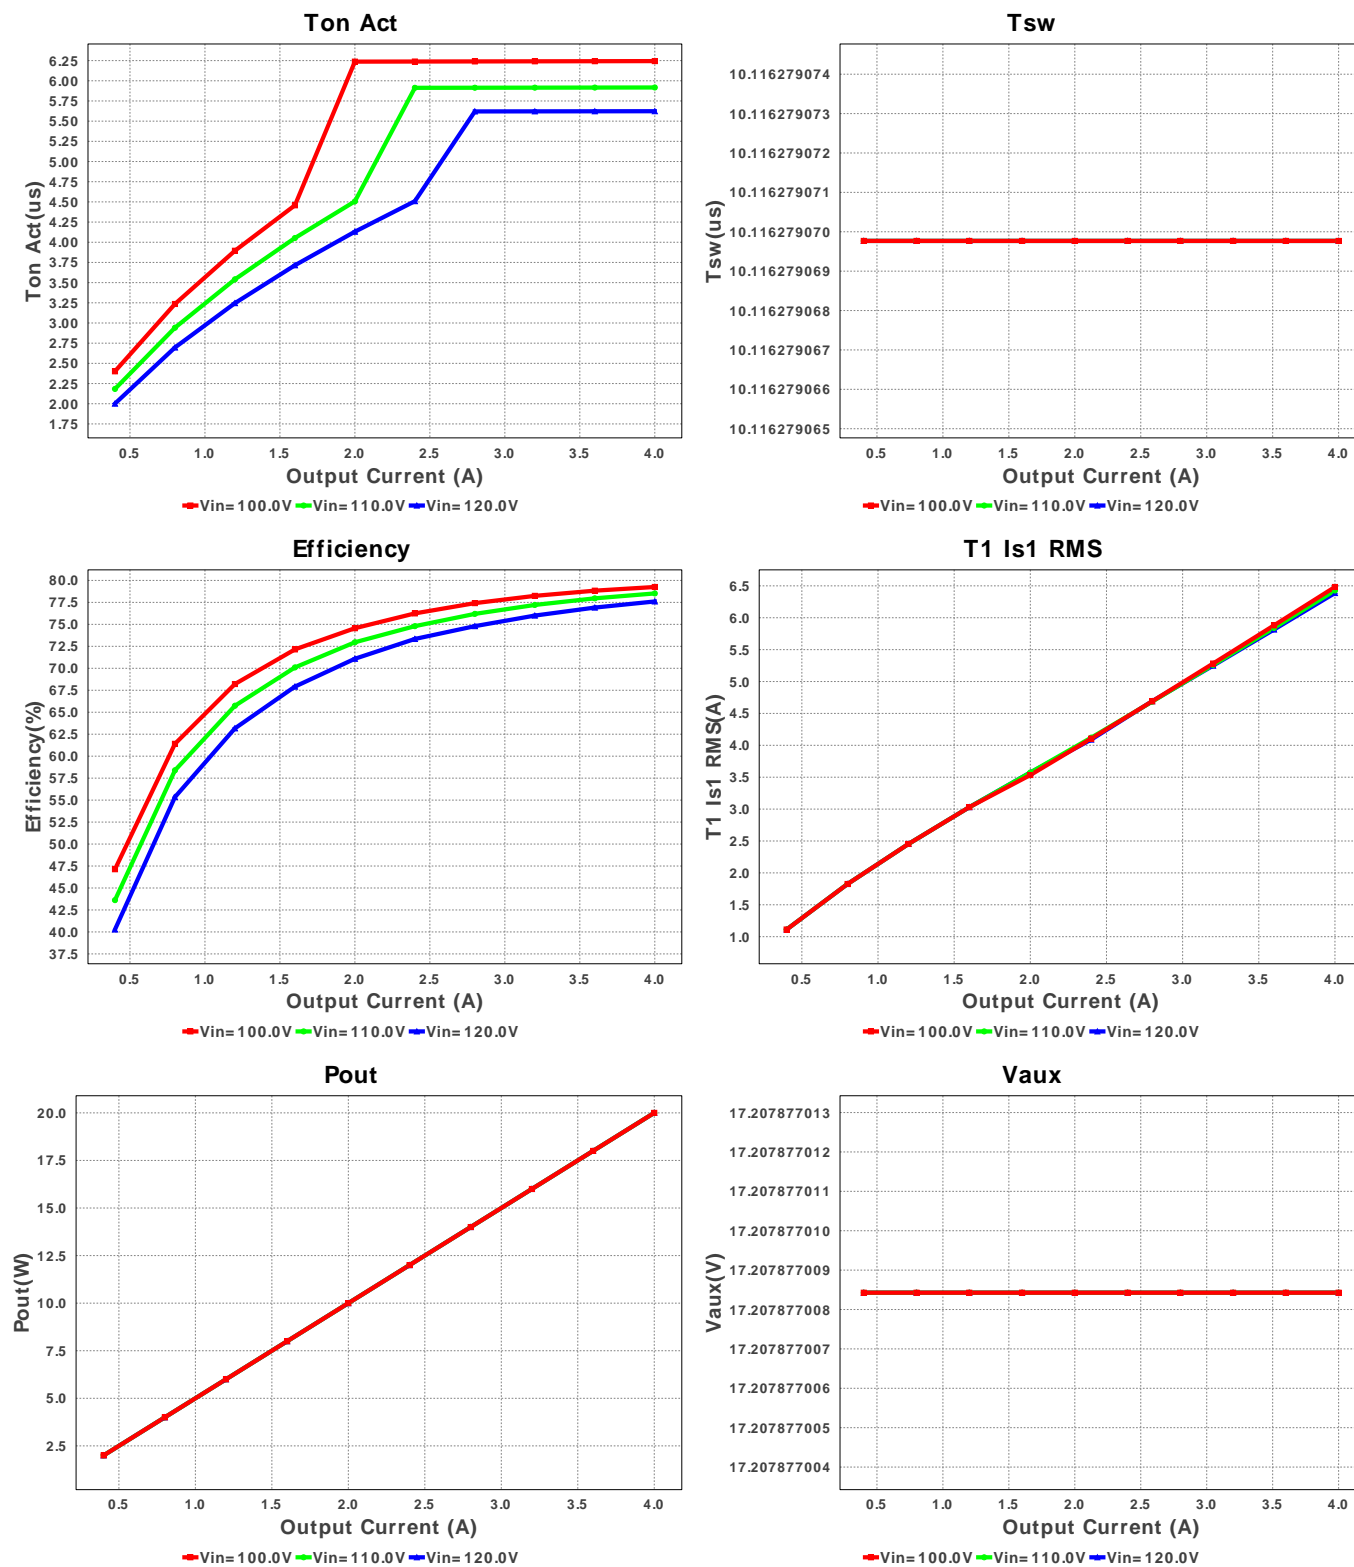 Ton Act
6.25
6.00
5.75
5.50
5.25
5.00
4.75
4.50
4.25
4.00
3.75
3.50
3.25
3.00
2.75
2.50
2.25
2.00
1.75
Ton Act(us)
0.5 1.0 1.5 2.0 2.5 3.0 3.5 4.0
Output Current (A)
Vin=100.0V Vin=110.0V Vin=120.0V
Tsw
10.116279074
10.116279073
10.116279072
10.116279071
10.116279070
10.116279069
10.116279068
10.116279067
10.116279066
10.116279065
Tsw(us)
0.5 1.0 1.5 2.0 2.5 3.0 3.5 4.0
Output Current (A)
Vin=100.0V Vin=110.0V Vin=120.0V
Efficiency
80.0
77.5
75.0
72.5
70.0
67.5
65.0
62.5
60.0
57.5
55.0
52.5
50.0
47.5
45.0
42.5
40.0
37.5
Efficiency(%)
0.5 1.0 1.5 2.0 2.5 3.0 3.5 4.0
Output Current (A)
Vin=100.0V Vin=110.0V Vin=120.0V
T1 Is1 RMS
6.5
6.0
5.5
5.0
4.5
4.0
3.5
3.0
2.5
2.0
1.5
1.0
T1 Is1 RMS(A)
0.5 1.0 1.5 2.0 2.5 3.0 3.5 4.0
Output Current (A)
Vin=100.0V Vin=110.0V Vin=120.0V
Pout
20.0
17.5
15.0
12.5
10.0
7.5
5.0
2.5
Pout(W)
0.5 1.0 1.5 2.0 2.5 3.0 3.5 4.0
Output Current (A)
Vin=100.0V Vin=110.0V Vin=120.0V
Vaux
17.207877013
17.207877012
17.207877011
17.207877010
17.207877009
17.207877008
17.207877007
17.207877006
17.207877005
17.207877004
Vaux(V)
0.5 1.0 1.5 2.0 2.5 3.0 3.5 4.0
Output Current (A)
Vin=100.0V Vin=110.0V Vin=120.0V